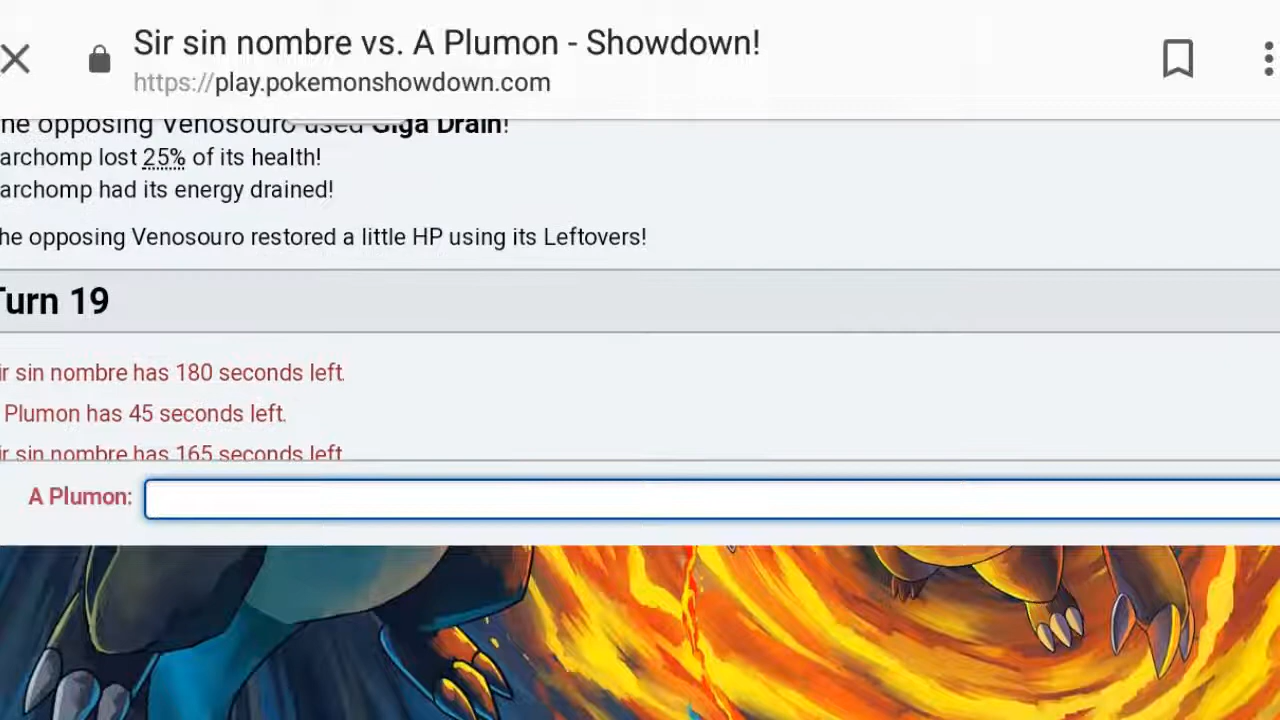 Sir sin nombre vs. A Plumon - Showdown!
https://play.pokemonshowdown.com
he opposing Venosouro used Giga Drain!
archomp lost 25% of its health!
archomp had its energy drained!
he opposing Venosouro restored a little HP using its Leftovers!
Turn 19
ir sin nombre has 180 seconds left.
Plumon has 45 seconds left.
ir sin nombre has 165 seconds left
A Plumon: